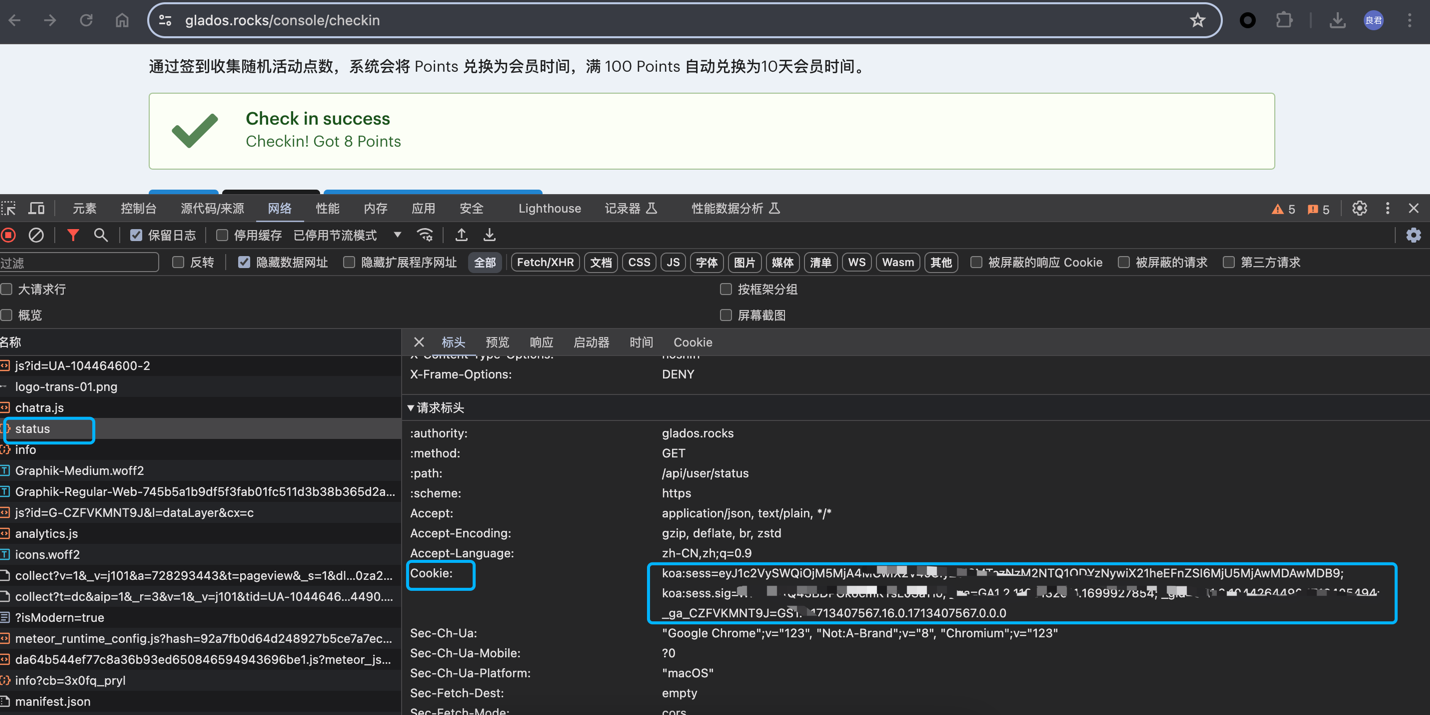 glados.rocks/console/checkin
良君
通过签到收集随机活动点数，系统会将 Points 兑换为会员时间，满 100 Points 自动兑换为10天会员时间。
Check in success
Checkin! Got 8 Points
元素 控制台 源代码/来源 网络 性能 内存 应用 安全 Lighthouse 记录器 性能数据分析 5 5
保留日志 停用缓存 已停用节流模式
过滤 反转 隐藏数据网址 隐藏扩展程序网址 全部 Fetch/XHR 文档 CSS JS 字体 图片 媒体 清单 WS Wasm 其他 被屏蔽的响应 Cookie 被屏蔽的请求 第三方请求
大请求行 按框架分组
概览 屏幕截图
名称
js?id=UA-104464600-2
logo-trans-01.png
chatra.js
status
info
Graphik-Medium.woff2
Graphik-Regular-Web-745b5a1b9df5f3fab01fc511d3b38b365d2a...
js?id=G-CZFVKMNT9J&l=dataLayer&cx=c
analytics.js
icons.woff2
collect?v=1&_v=j101&a=728293443&t=pageview&_s=1&dl...0za2...
collect?t=dc&aip=1&_r=3&v=1&_v=j101&tid=UA-1044646...4490...
?isModern=true
meteor_runtime_config.js?hash=92a7fb0d64d248927b5ce7a7ec...
da64b544ef77c8a36b93ed650846594943696be1.js?meteor_js...
info?cb=3x0fq_pryl
manifest.json
标头 预览 响应 启动器 时间 Cookie
X-Content-Type-Options: nosniff
X-Frame-Options: DENY
请求标头
:authority: glados.rocks
:method: GET
:path: /api/user/status
:scheme: https
Accept: application/json, text/plain, */*
Accept-Encoding: gzip, deflate, br, zstd
Accept-Language: zh-CN,zh;q=0.9
Cookie:
koa:sess=
koa:sess.sig=
_ga_CZFVKMNT9J=
Sec-Ch-Ua: "Google Chrome";v="123", "Not:A-Brand";v="8", "Chromium";v="123"
Sec-Ch-Ua-Mobile: ?0
Sec-Ch-Ua-Platform: "macOS"
Sec-Fetch-Dest: empty
Sec-Fetch-Mode: cors